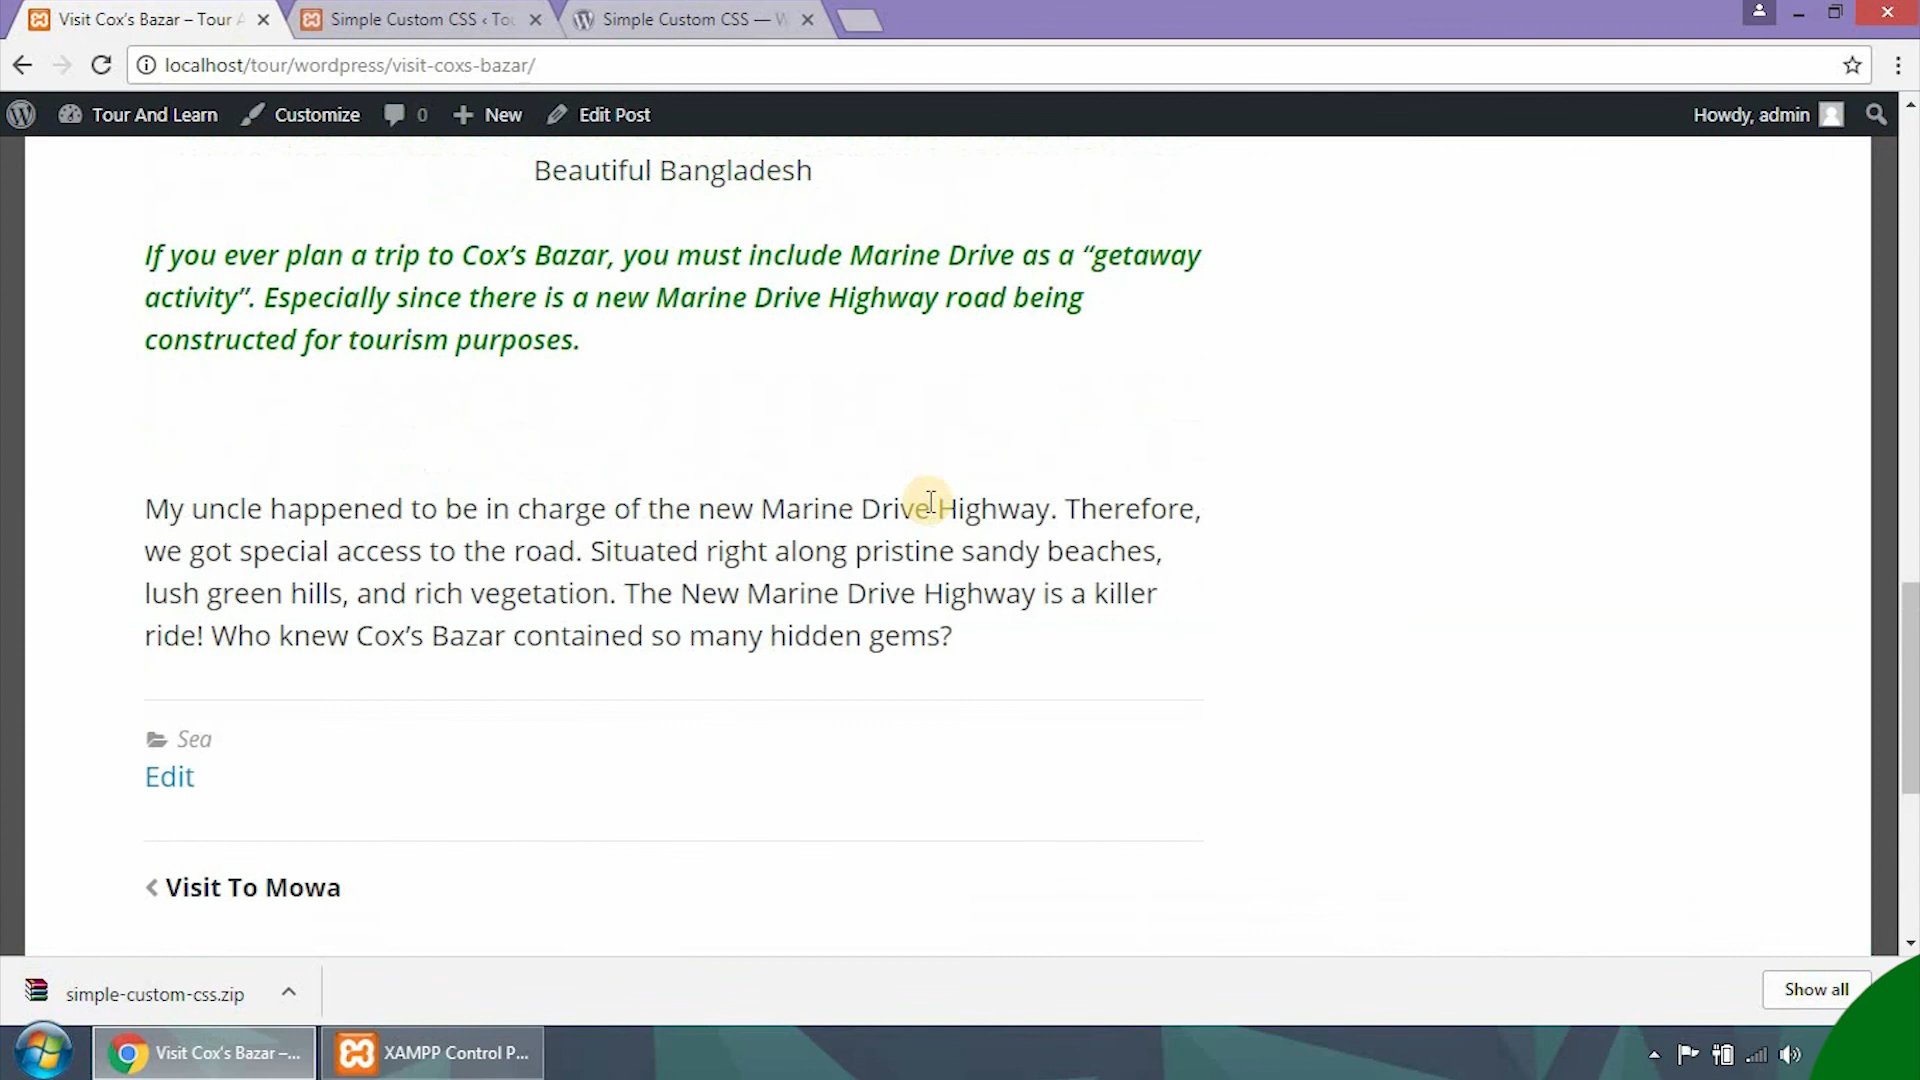 Visit Cox's Bazar – Tour A
Simple Custom CSS ‹ Tou
Simple Custom CSS — W
localhost/tour/wordpress/visit-coxs-bazar/
Tour And Learn
Customize
0
New
Edit Post
Howdy, admin
Beautiful Bangladesh
If you ever plan a trip to Cox’s Bazar, you must include Marine Drive as a “getaway
activity”. Especially since there is a new Marine Drive Highway road being
constructed for tourism purposes.
My uncle happened to be in charge of the new Marine Drive Highway. Therefore,
we got special access to the road. Situated right along pristine sandy beaches,
lush green hills, and rich vegetation. The New Marine Drive Highway is a killer
ride! Who knew Cox’s Bazar contained so many hidden gems?
Sea
Edit
Visit To Mowa
simple-custom-css.zip
Show all
Visit Cox's Bazar –...
XAMPP Control P...